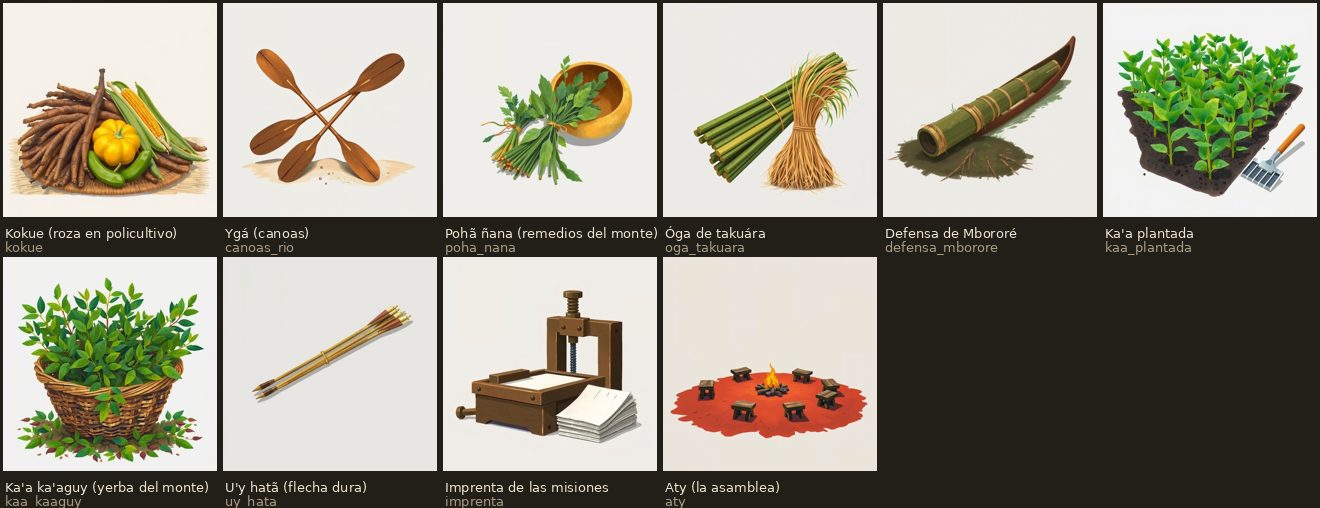 Kokue (roza en policultivo)
kokue
Ygá (canoas)
canoas_rio
Pohã ñana (remedios del monte)
poha_nana
Óga de takuára
oga_takuara
Defensa de Mbororé
defensa_mborore
Ka'a plantada
kaa_plantada
Ka'a ka'aguy (yerba del monte)
kaa_kaaguy
U'y hatã (flecha dura)
uy_hata
Imprenta de las misiones
imprenta
Aty (la asamblea)
aty